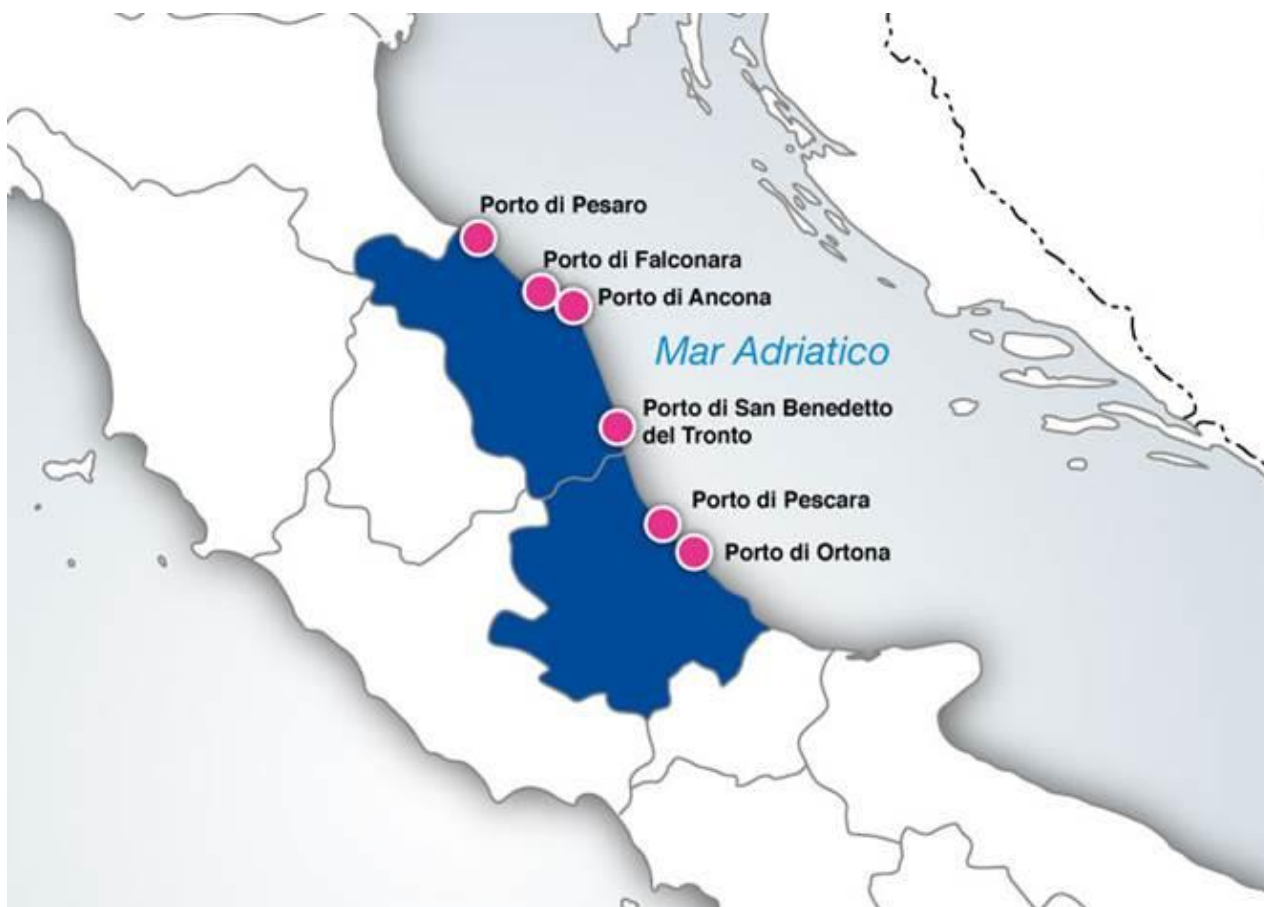 Porto di Pesaro
Porto di Falconara
Porto di Ancona
Mar Adriatico
Porto di San Benedetto
del Tronto
Porto di Pescara
Porto di Ortona